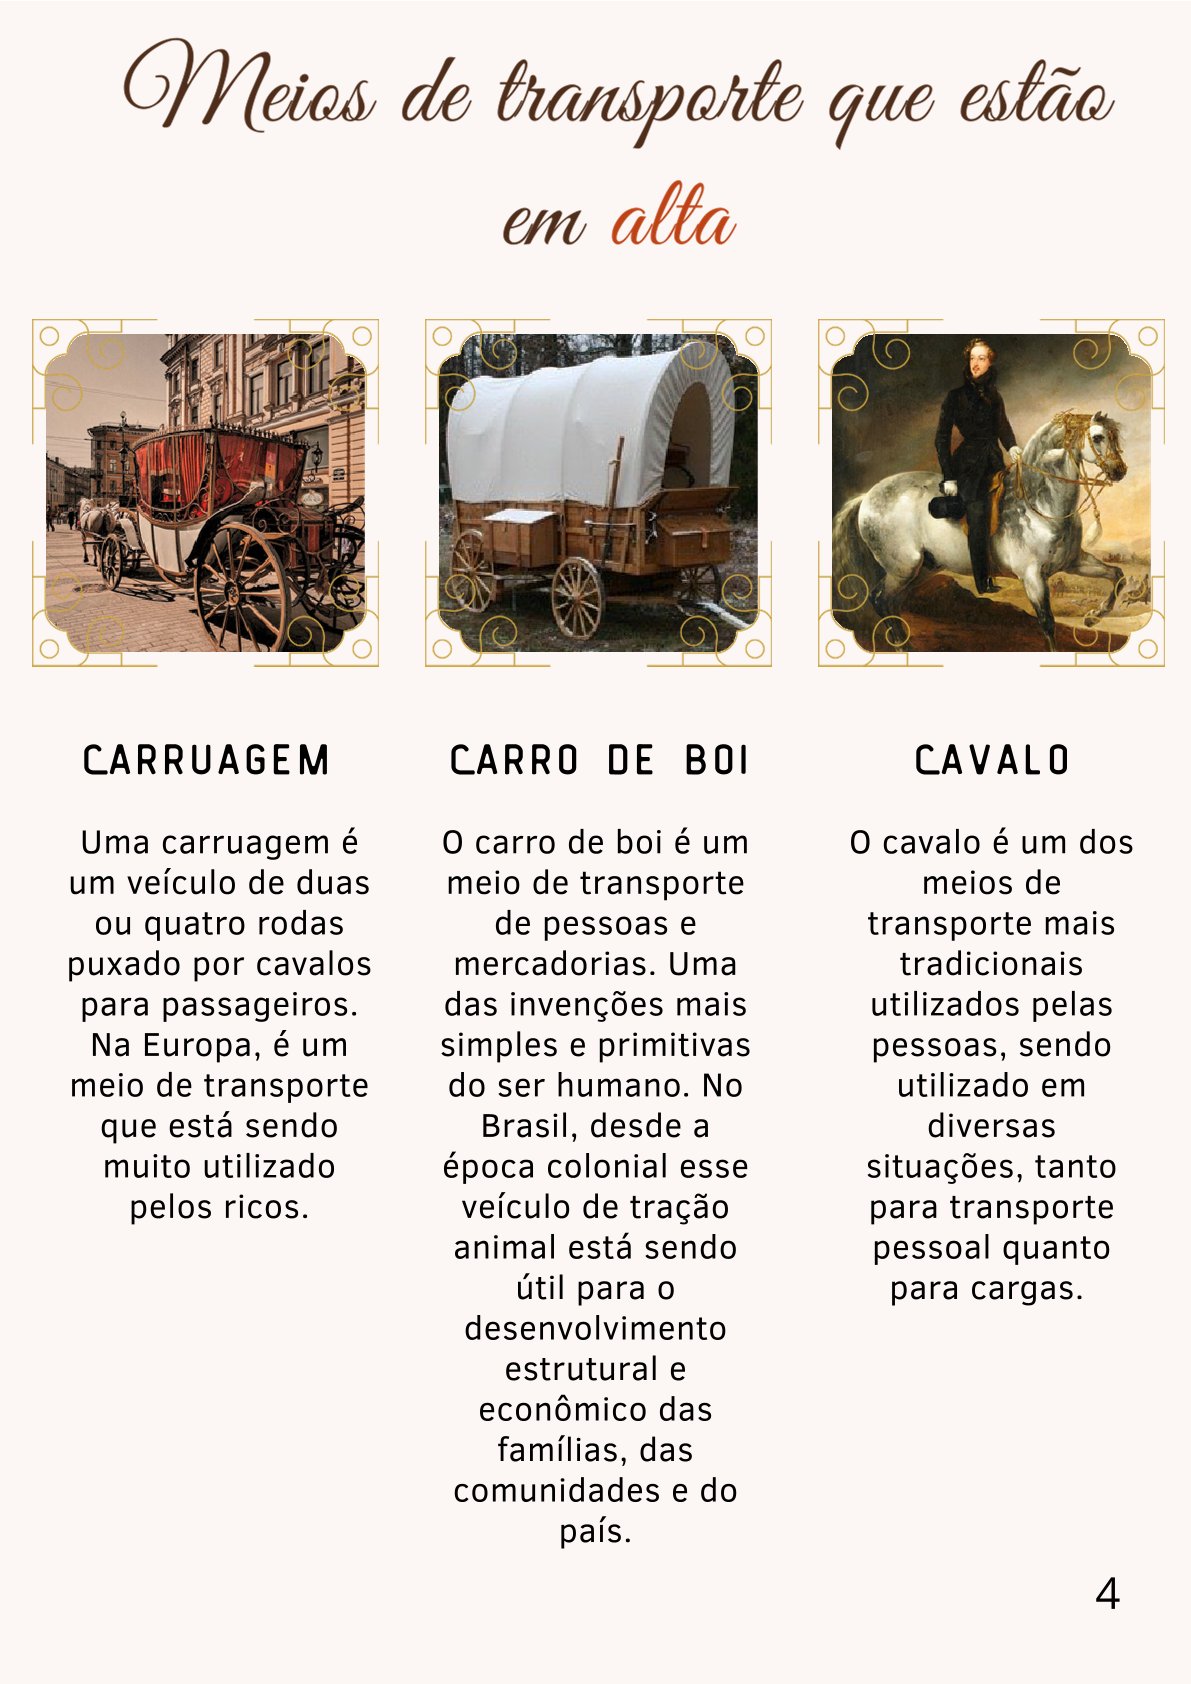 Meios de transporte que estão
em alta
CARRUAGEM
Uma carruagem é
um veículo de duas
ou quatro rodas
puxado por cavalos
para passageiros.
Na Europa, é um
meio de transporte
que está sendo
muito utilizado
pelos ricos.
CARRO DE BOI
O carro de boi é um
meio de transporte
de pessoas e
mercadorias. Uma
das invenções mais
simples e primitivas
do ser humano. No
Brasil, desde a
época colonial esse
veículo de tração
animal está sendo
útil para o
desenvolvimento
estrutural e
econômico das
famílias, das
comunidades e do
país.
CAVALO
O cavalo é um dos
meios de
transporte mais
tradicionais
utilizados pelas
pessoas, sendo
utilizado em
diversas
situações, tanto
para transporte
pessoal quanto
para cargas.
4